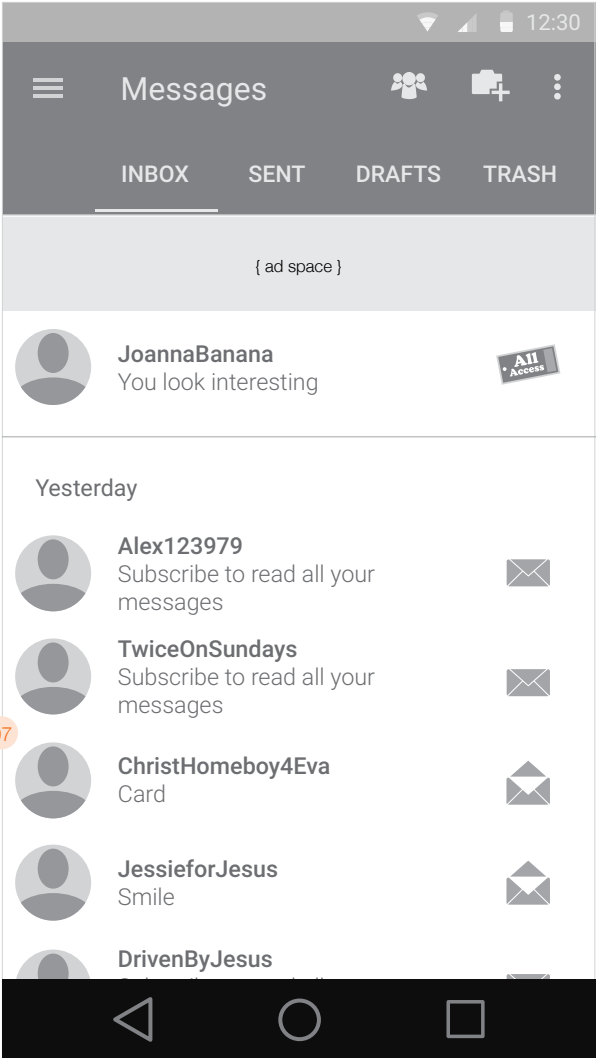 12:30
Messages
INBOX SENT DRAFTS TRASH
{ ad space }
JoannaBanana
You look interesting
All
Access
Yesterday
Alex123979
Subscribe to read all your
messages
TwiceOnSundays
Subscribe to read all your
messages
07
ChristHomeboy4Eva
Card
JessieforJesus
Smile
DrivenByJesus